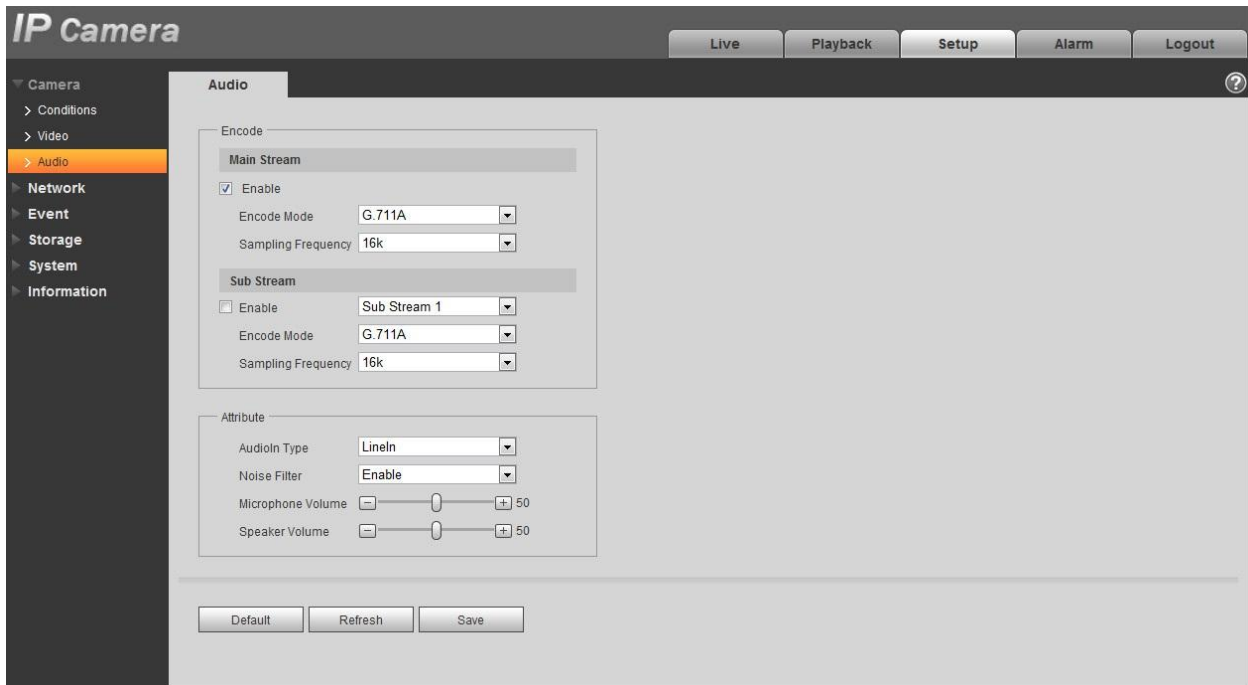 IP Camera
Live
Playback
Setup
Alarm
Logout
Camera
Conditions
Video
Audio
Network
Event
Storage
System
Information
Audio
?
Encode
Main Stream
Enable
Encode Mode G.711A
Sampling Frequency 16k
Sub Stream
Enable Sub Stream 1
Encode Mode G.711A
Sampling Frequency 16k
Attribute
AudioIn Type LineIn
Noise Filter Enable
Microphone Volume 50
Speaker Volume 50
Default
Refresh
Save